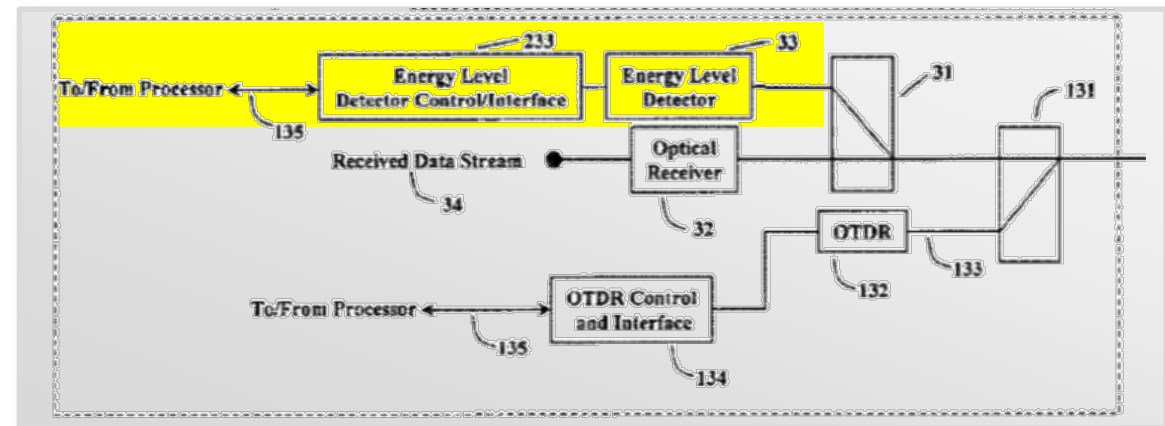 233
33
31
131
Energy Level
Detector Control/Interface
Energy Level
Detector
To/From Processor
135
Optical
Receiver
Received Data Stream
34
32
OTDR
133
132
OTDR Control
and Interface
To/From Processor
135
134